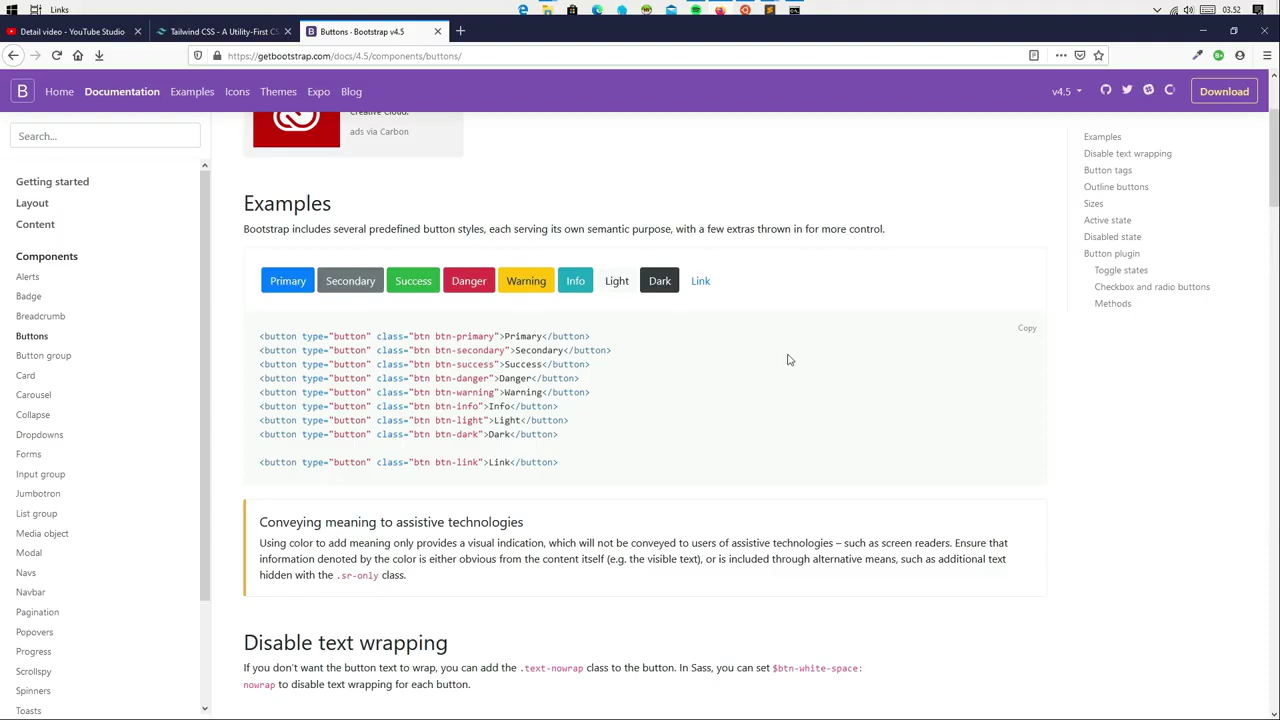 Links
03.52
Detail video - YouTube Studio
Tailwind CSS - A Utility-First CS
Buttons · Bootstrap v4.5
https://getbootstrap.com/docs/4.5/components/buttons/
B
Home
Documentation
Examples
Icons
Themes
Expo
Blog
v4.5
Download
Search...
Getting started
Layout
Content
Components
Alerts
Badge
Breadcrumb
Buttons
Button group
Card
Carousel
Collapse
Dropdowns
Forms
Input group
Jumbotron
List group
Media object
Modal
Navs
Navbar
Pagination
Popovers
Progress
Scrollspy
Spinners
Toasts
Creative Cloud.
ads via Carbon
Examples
Bootstrap includes several predefined button styles, each serving its own semantic purpose, with a few extras thrown in for more control.
Primary
Secondary
Success
Danger
Warning
Info
Light
Dark
Link
Copy
<button type="button" class="btn btn-primary">Primary</button>
<button type="button" class="btn btn-secondary">Secondary</button>
<button type="button" class="btn btn-success">Success</button>
<button type="button" class="btn btn-danger">Danger</button>
<button type="button" class="btn btn-warning">Warning</button>
<button type="button" class="btn btn-info">Info</button>
<button type="button" class="btn btn-light">Light</button>
<button type="button" class="btn btn-dark">Dark</button>
<button type="button" class="btn btn-link">Link</button>
Conveying meaning to assistive technologies
Using color to add meaning only provides a visual indication, which will not be conveyed to users of assistive technologies – such as screen readers. Ensure that
information denoted by the color is either obvious from the content itself (e.g. the visible text), or is included through alternative means, such as additional text
hidden with the .sr-only class.
Disable text wrapping
If you don't want the button text to wrap, you can add the .text-nowrap class to the button. In Sass, you can set $btn-white-space:
nowrap to disable text wrapping for each button.
Examples
Disable text wrapping
Button tags
Outline buttons
Sizes
Active state
Disabled state
Button plugin
Toggle states
Checkbox and radio buttons
Methods